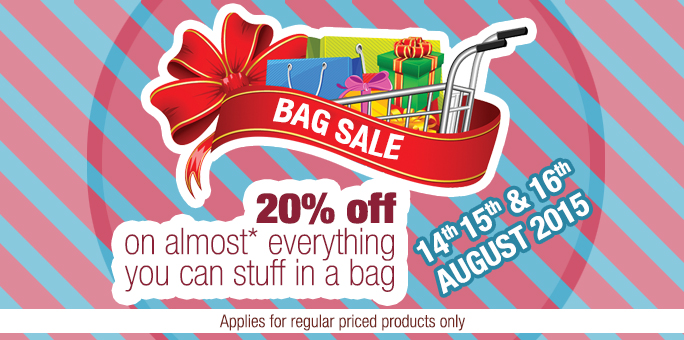 BAG SALE
20% off
on almost* everything
you can stuff in a bag
14th 15th & 16th
AUGUST 2015
Applies for regular priced products only